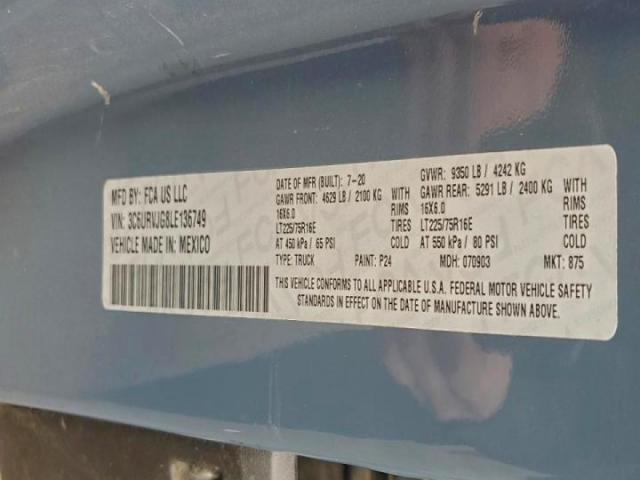 MFD BY: FCA US LLC
VIN: 3C6URVJG8LE136749
VEHICLE MADE IN: MEXICO
DATE OF MFR (BUILT): 7-20 GVWR: 9350 LB / 4242 KG
GAWR FRONT: 4629 LB / 2100 KG WITH GAWR REAR: 5291 LB / 2400 KG WITH
16X6.0 RIMS 16X6.0 RIMS
LT225/75R16E TIRES LT225/75R16E TIRES
AT 450 kPa / 65 PSI COLD AT 550 kPa / 80 PSI COLD
TYPE: TRUCK PAINT: P24 MDH: 070903 MKT: 875
THIS VEHICLE CONFORMS TO ALL APPLICABLE U.S.A. FEDERAL MOTOR VEHICLE SAFETY
STANDARDS IN EFFECT ON THE DATE OF MANUFACTURE SHOWN ABOVE.